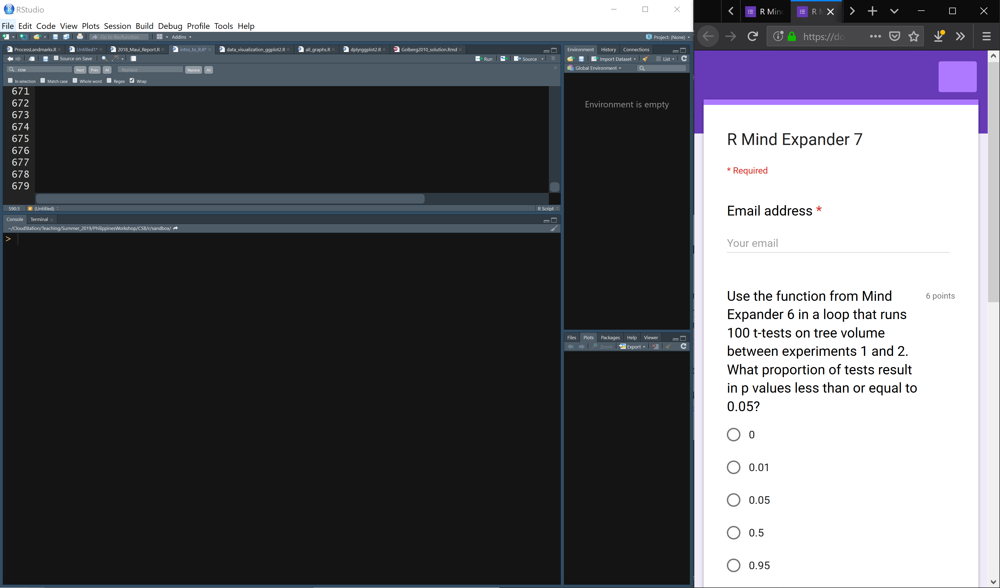 RStudio
File Edit Code View Plots Session Build Debug Profile Tools Help
Go to file/function Addins Project: (None)
ProcessLandmarks.R Untitled1* 2018_Maui_Report.R intro_to_R.R* data_visualization_ggplot2.R all_graphs.R dplyrggplot2.R Golberg2010_solution.Rmd
Source on Save Run Source
row Next Prev All Replace Replace All
In selection Match case Whole word Regex Wrap
671
672
673
674
675
676
677
678
679
590:3 # (Untitled) R Script
Console Terminal
~/CloudStation/Teaching/Summer_2019/PhilippinesWorkshop/CSB/r/sandbox/
>
Environment History Connections
Import Dataset List
Global Environment
Environment is empty
Files Plots Packages Help Viewer
Zoom Export
R Mind R M
https://do
R Mind Expander 7
* Required
Email address *
Your email
Use the function from Mind 6 points
Expander 6 in a loop that runs
100 t-tests on tree volume
between experiments 1 and 2.
What proportion of tests result
in p values less than or equal to
0.05?
0
0.01
0.05
0.5
0.95